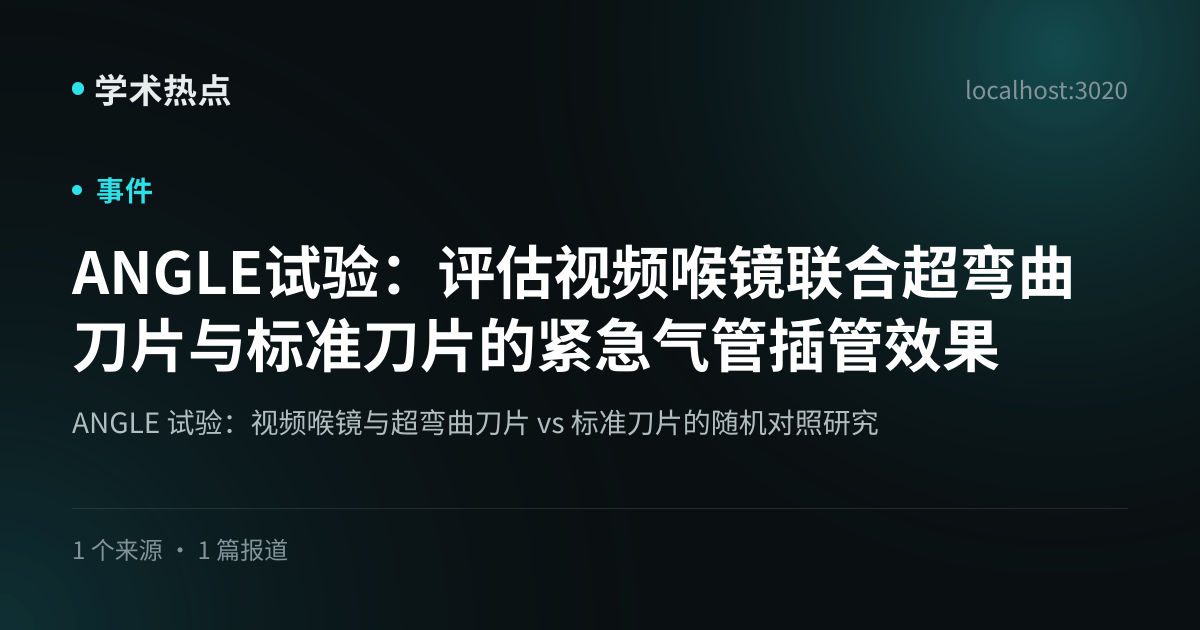 学术热点
localhost:3020
事件
ANGLE试验：评估视频喉镜联合超弯曲
刀片与标准刀片的紧急气管插管效果
ANGLE 试验：视频喉镜与超弯曲刀片 vs 标准刀片的随机对照研究
1 个来源 · 1 篇报道